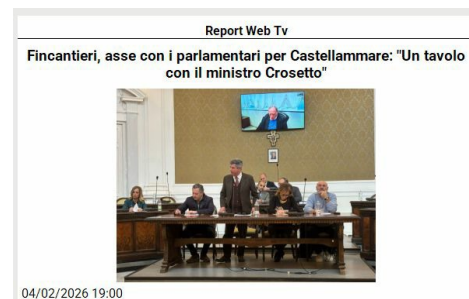 Report Web Tv
Fincantieri, asse con i parlamentari per Castellammare: "Un tavolo
con il ministro Crosetto"
04/02/2026 19:00